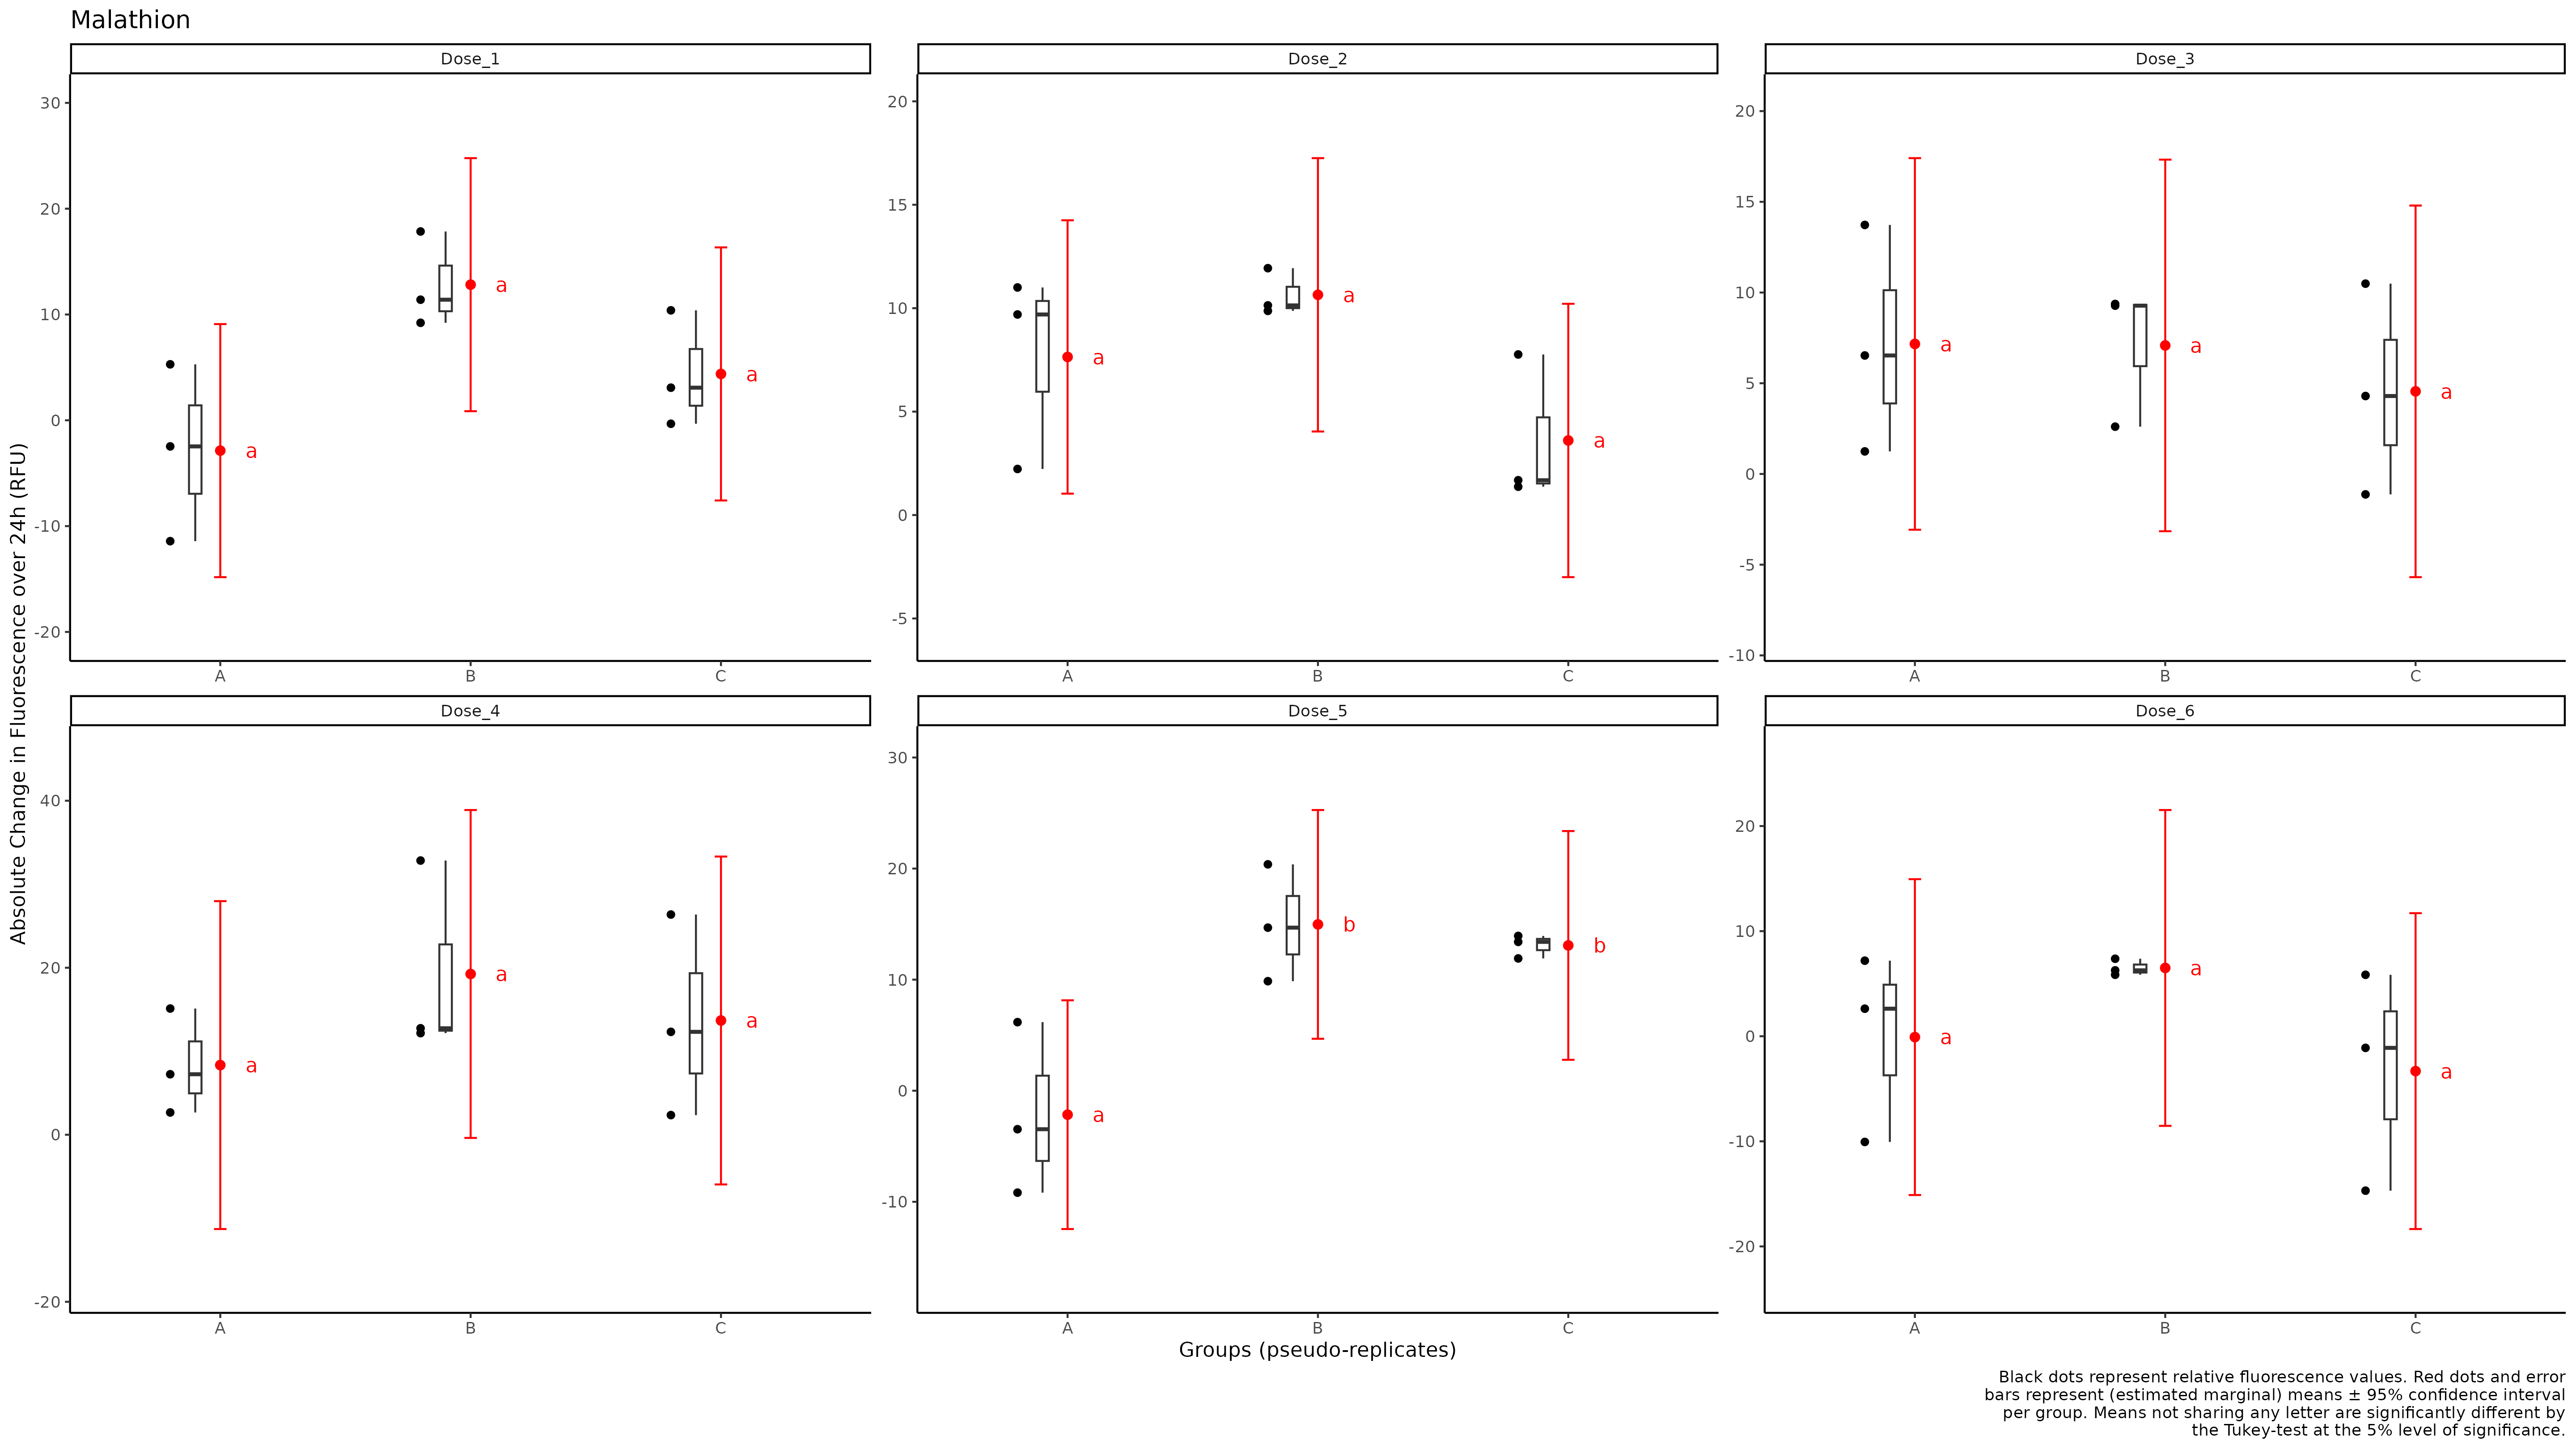 Malathion
Absolute Change in Fluorescence over 24h (RFU)
Dose_1
30
20
10
0
-10
-20
a
a
a
A
B
C
Dose_2
20
15
10
5
0
-5
a
a
a
A
B
C
Dose_3
20
15
10
5
0
-5
-10
a
a
a
A
B
C
Dose_4
40
20
0
-20
a
a
a
A
B
C
Dose_5
30
20
10
0
-10
a
b
b
A
B
C
Dose_6
20
10
0
-10
-20
a
a
a
A
B
C
Groups (pseudo-replicates)
Black dots represent relative fluorescence values. Red dots and error
bars represent (estimated marginal) means ± 95% confidence interval
per group. Means not sharing any letter are significantly different by
the Tukey-test at the 5% level of significance.